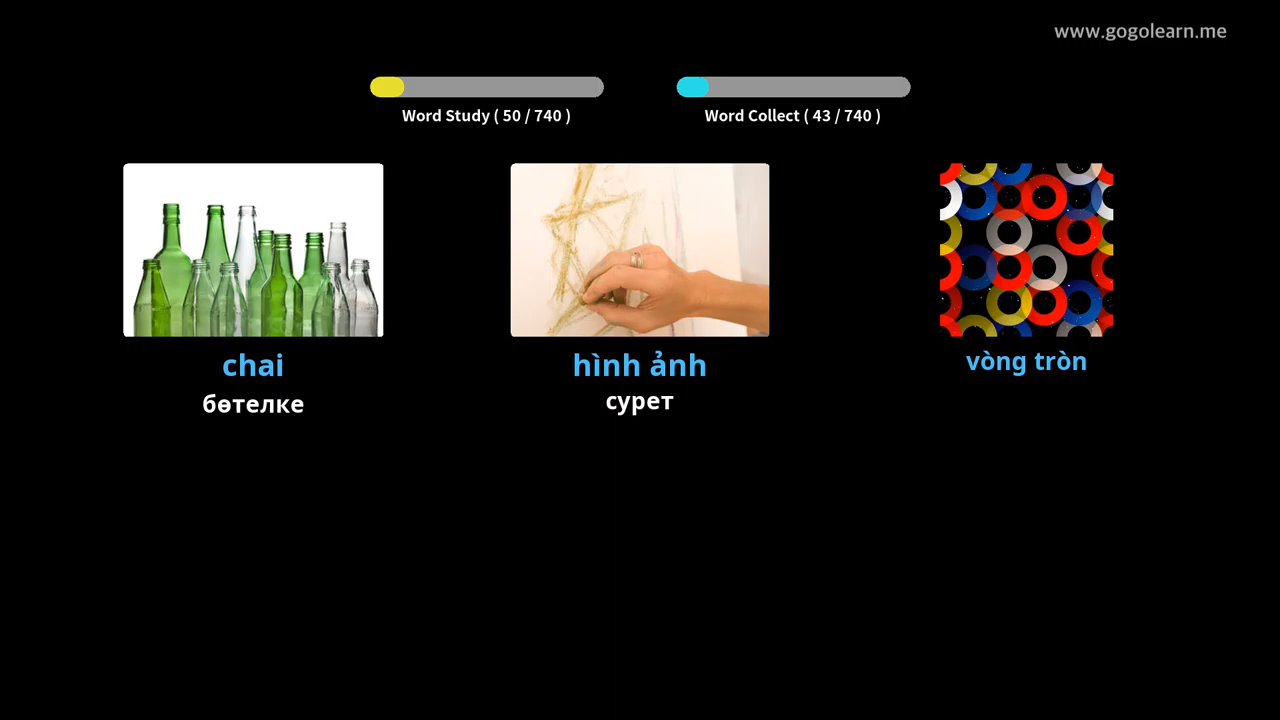 www.gogolearn.me
Word Study ( 50 / 740 )
Word Collect ( 43 / 740 )
chai
бөтелке
hình ảnh
сурет
vòng tròn